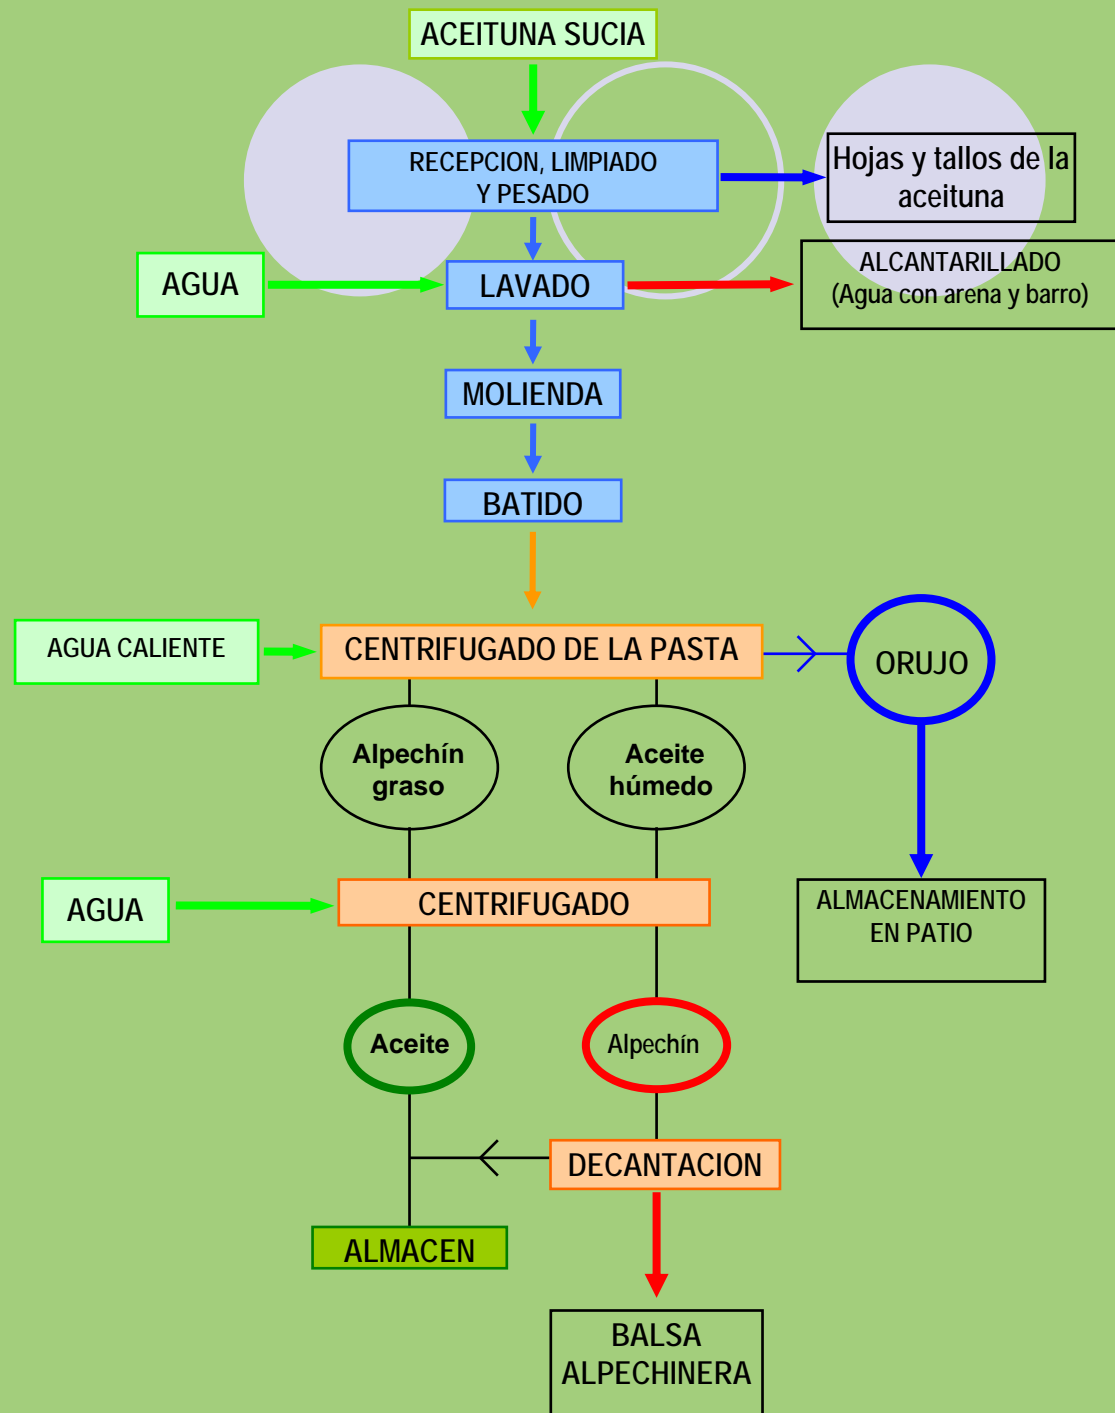 ACEITUNA SUCIA
RECEPCION, LIMPIADO
Y PESADO
Hojas y tallos de la
aceituna
AGUA
LAVADO
ALCANTARILLADO
(Agua con arena y barro)
MOLIENDA
BATIDO
AGUA CALIENTE
CENTRIFUGADO DE LA PASTA
ORUJO
Alpechín
graso
Aceite
húmedo
AGUA
CENTRIFUGADO
ALMACENAMIENTO
EN PATIO
Aceite
Alpechín
DECANTACION
ALMACEN
BALSA
ALPECHINERA